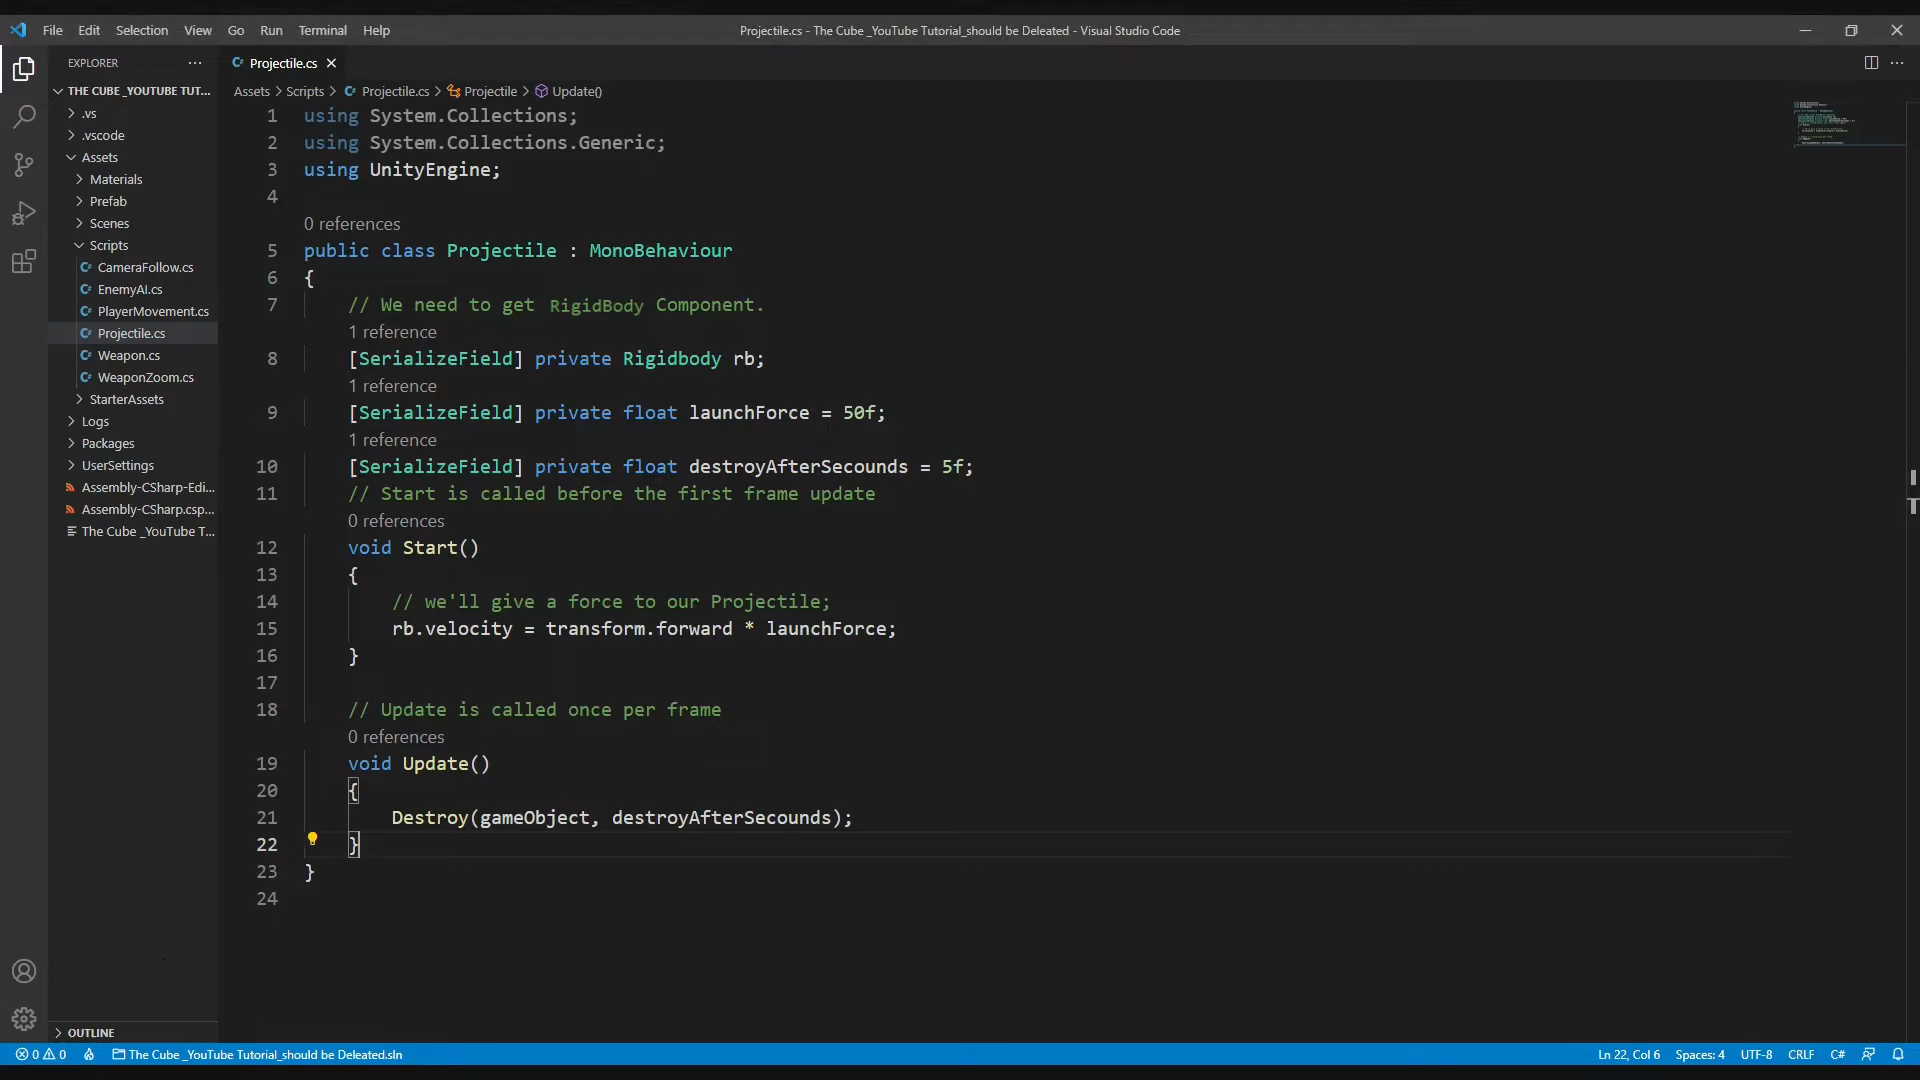 File Edit Selection View Go Run Terminal Help
Projectile.cs - The Cube _YouTube Tutorial_should be Deleated - Visual Studio Code
EXPLORER
THE CUBE _YOUTUBE TUT...
.vs
.vscode
Assets
Materials
Prefab
Scenes
Scripts
CameraFollow.cs
EnemyAI.cs
PlayerMovement.cs
Projectile.cs
Weapon.cs
WeaponZoom.cs
StarterAssets
Logs
Packages
UserSettings
Assembly-CSharp-Edi...
Assembly-CSharp.csp...
The Cube _YouTube T...
OUTLINE
Projectile.cs
Assets > Scripts > Projectile.cs > Projectile > Update()
1 using System.Collections;
2 using System.Collections.Generic;
3 using UnityEngine;
4
0 references
5 public class Projectile : MonoBehaviour
6 {
7 // We need to get RigidBody Component.
1 reference
8 [SerializeField] private Rigidbody rb;
1 reference
9 [SerializeField] private float launchForce = 50f;
1 reference
10 [SerializeField] private float destroyAfterSecounds = 5f;
11 // Start is called before the first frame update
0 references
12 void Start()
13 {
14 // we'll give a force to our Projectile;
15 rb.velocity = transform.forward * launchForce;
16 }
17
18 // Update is called once per frame
0 references
19 void Update()
20 {
21 Destroy(gameObject, destroyAfterSecounds);
22 }
23 }
24
0 0 The Cube _YouTube Tutorial_should be Deleated.sln
Ln 22, Col 6 Spaces: 4 UTF-8 CRLF C#